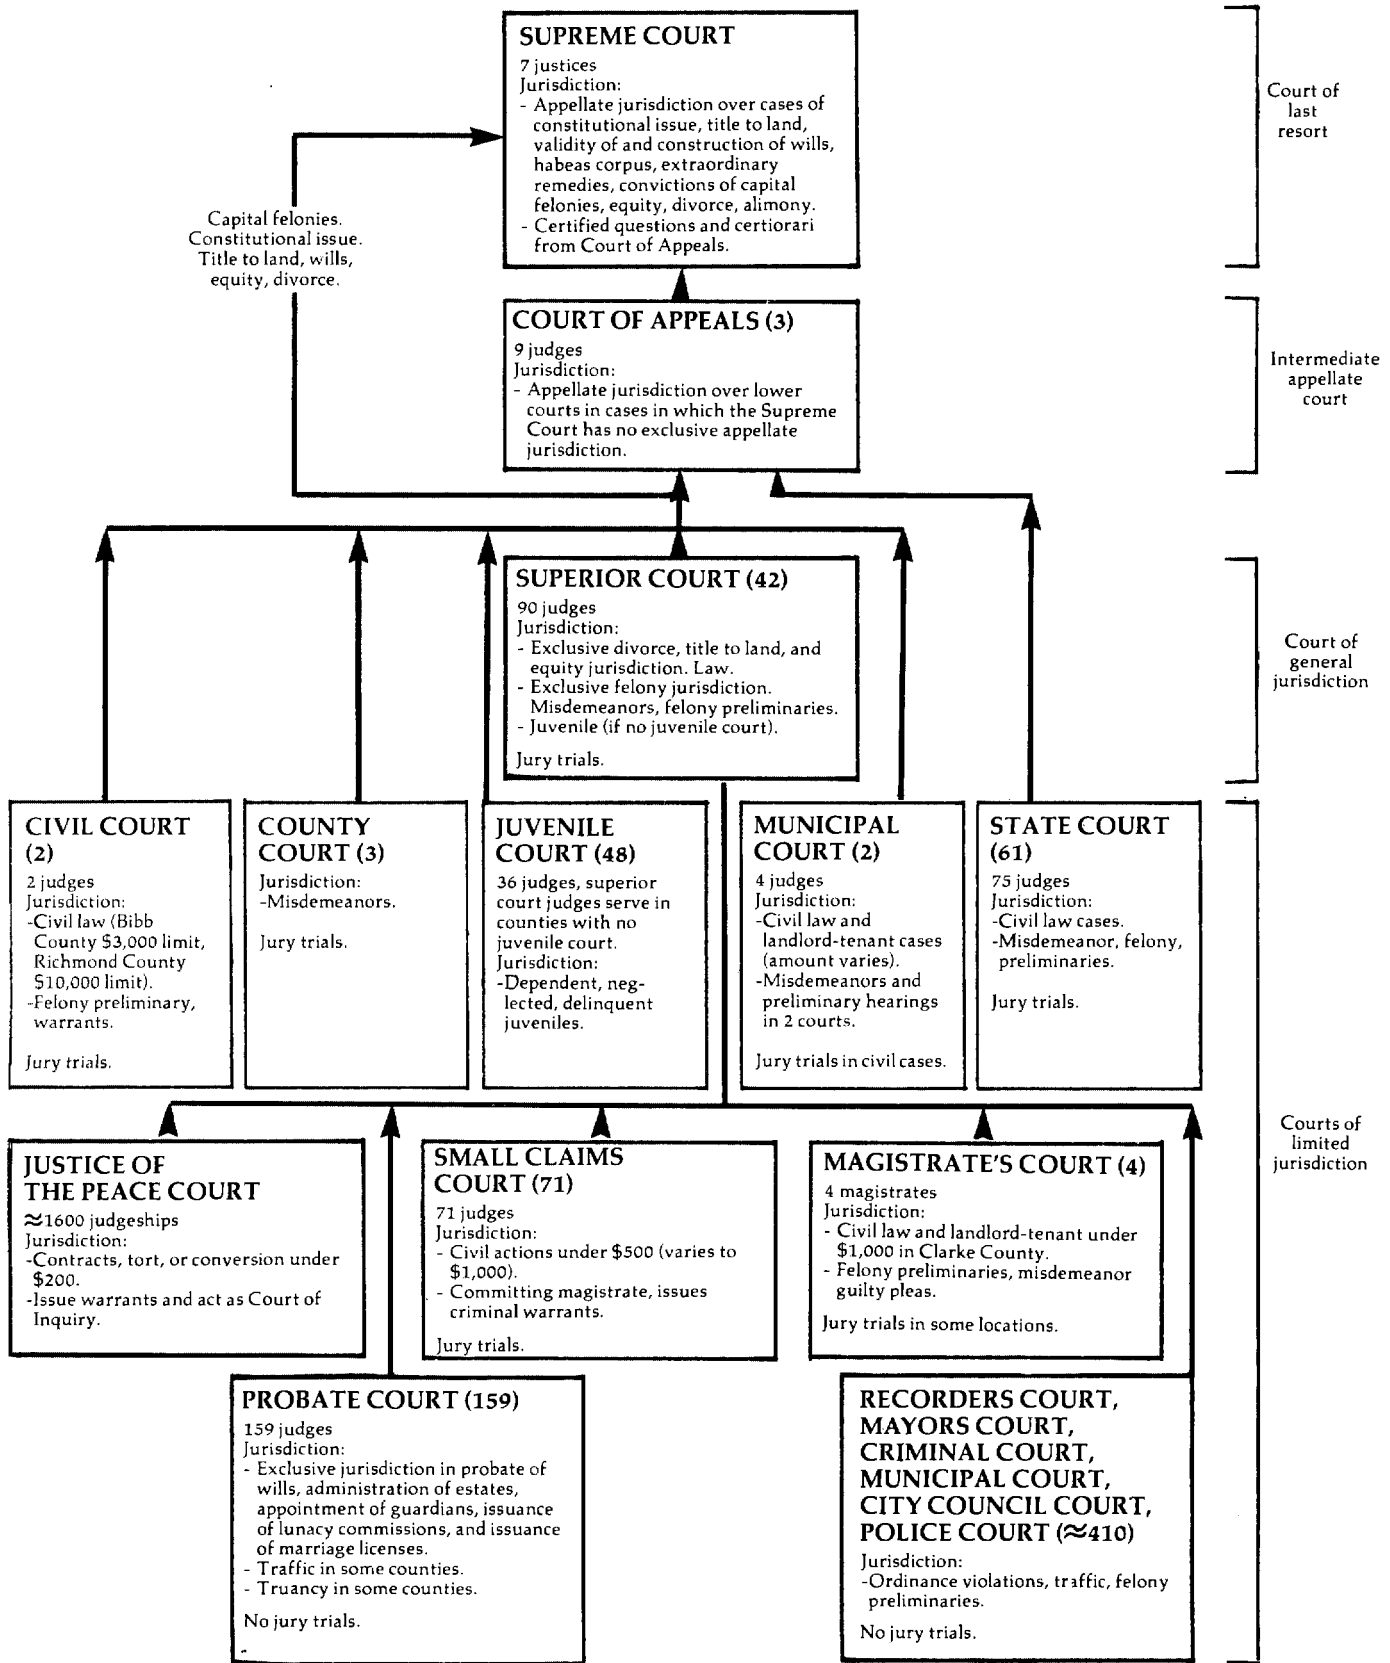 SUPREME COURT
7 justices
Jurisdiction:
- Appellate jurisdiction over cases of
constitutional issue, title to land,
validity of and construction of wills,
habeas corpus, extraordinary
remedies, convictions of capital
felonies, equity, divorce, alimony.
- Certified questions and certiorari
from Court of Appeals.
Court of
last
resort
Capital felonies.
Constitutional issue.
Title to land, wills,
equity, divorce.
COURT OF APPEALS (3)
9 judges
Jurisdiction:
- Appellate jurisdiction over lower
courts in cases in which the Supreme
Court has no exclusive appellate
jurisdiction.
Intermediate
appellate
court
SUPERIOR COURT (42)
90 judges
Jurisdiction:
- Exclusive divorce, title to land, and
equity jurisdiction. Law.
- Exclusive felony jurisdiction.
Misdemeanors, felony preliminaries.
- Juvenile (if no juvenile court).
Jury trials.
Court of
general
jurisdiction
CIVIL COURT
(2)
2 judges
Jurisdiction:
-Civil law (Bibb
County $3,000 limit,
Richmond County
$10,000 limit).
-Felony preliminary,
warrants.
Jury trials.
COUNTY
COURT (3)
Jurisdiction:
-Misdemeanors.
Jury trials.
JUVENILE
COURT (48)
36 judges, superior
court judges serve in
counties with no
juvenile court.
Jurisdiction:
-Dependent, neg-
lected, delinquent
juveniles.
MUNICIPAL
COURT (2)
4 judges
Jurisdiction:
-Civil law and
landlord-tenant cases
(amount varies).
-Misdemeanors and
preliminary hearings
in 2 courts.
Jury trials in civil cases.
STATE COURT
(61)
75 judges
Jurisdiction:
-Civil law cases.
-Misdemeanor, felony,
preliminaries.
Jury trials.
Courts of
limited
jurisdiction
JUSTICE OF
THE PEACE COURT
≈1600 judgeships
Jurisdiction:
-Contracts, tort, or conversion under
$200.
-Issue warrants and act as Court of
Inquiry.
SMALL CLAIMS
COURT (71)
71 judges
Jurisdiction:
- Civil actions under $500 (varies to
$1,000).
- Committing magistrate, issues
criminal warrants.
Jury trials.
MAGISTRATE'S COURT (4)
4 magistrates
Jurisdiction:
- Civil law and landlord-tenant under
$1,000 in Clarke County.
- Felony preliminaries, misdemeanor
guilty pleas.
Jury trials in some locations.
PROBATE COURT (159)
159 judges
Jurisdiction:
- Exclusive jurisdiction in probate of
wills, administration of estates,
appointment of guardians, issuance
of lunacy commissions, and issuance
of marriage licenses.
- Traffic in some counties.
- Truancy in some counties.
No jury trials.
RECORDERS COURT,
MAYORS COURT,
CRIMINAL COURT,
MUNICIPAL COURT,
CITY COUNCIL COURT,
POLICE COURT (≈410)
Jurisdiction:
-Ordinance violations, traffic, felony
preliminaries.
No jury trials.